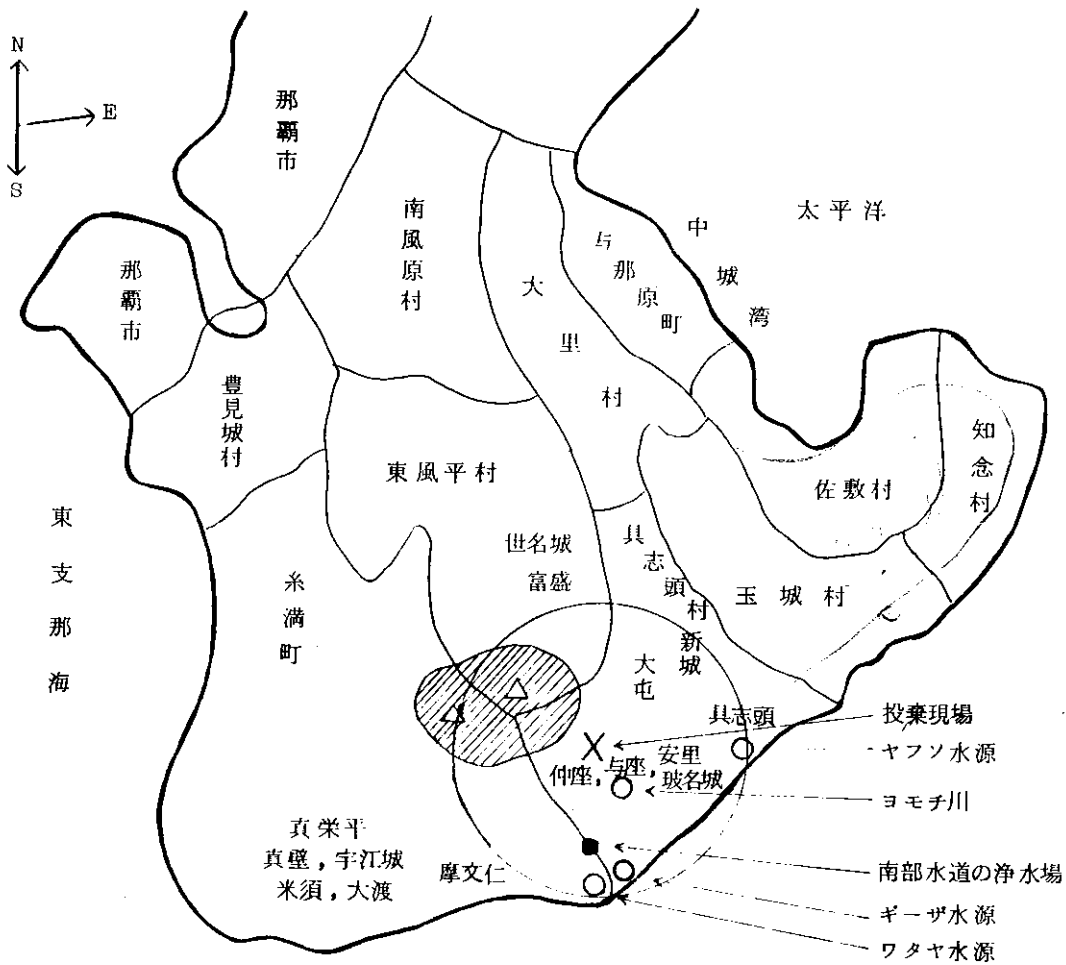 N
E
S
那覇市
那覇市
南風原村
大里村
与那原町
中城湾
太平洋
豊見城村
東風平村
佐敷村
知念村
東支那海
糸満町
世名城
富盛
具志頭村
新城
玉城村
大屯
具志頭
投棄現場
ヤフソ水源
仲座，与座，安里
玻名城
ヨモチ川
真栄平
真壁，宇江城
米須，大渡
摩文仁
南部水道の浄水場
ギーザ水源
ワタヤ水源